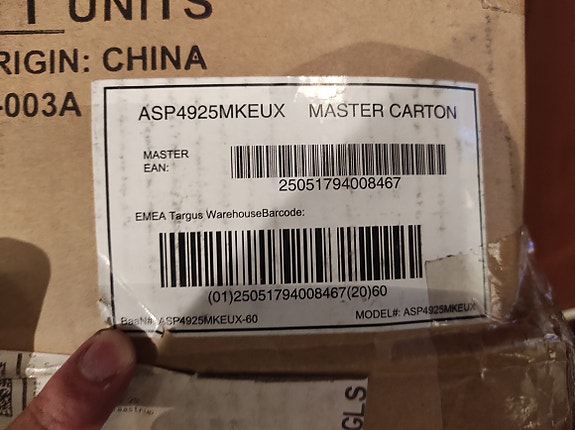 UNITS
RIGIN: CHINA
-003A
ASP4925MKEUX MASTER CARTON
MASTER
EAN:
25051794008467
EMEA Targus WarehouseBarcode:
(01)25051794008467(20)60
BaaN#: ASP4925MKEUX-60 MODEL#: ASP4925MKEUX
GLS